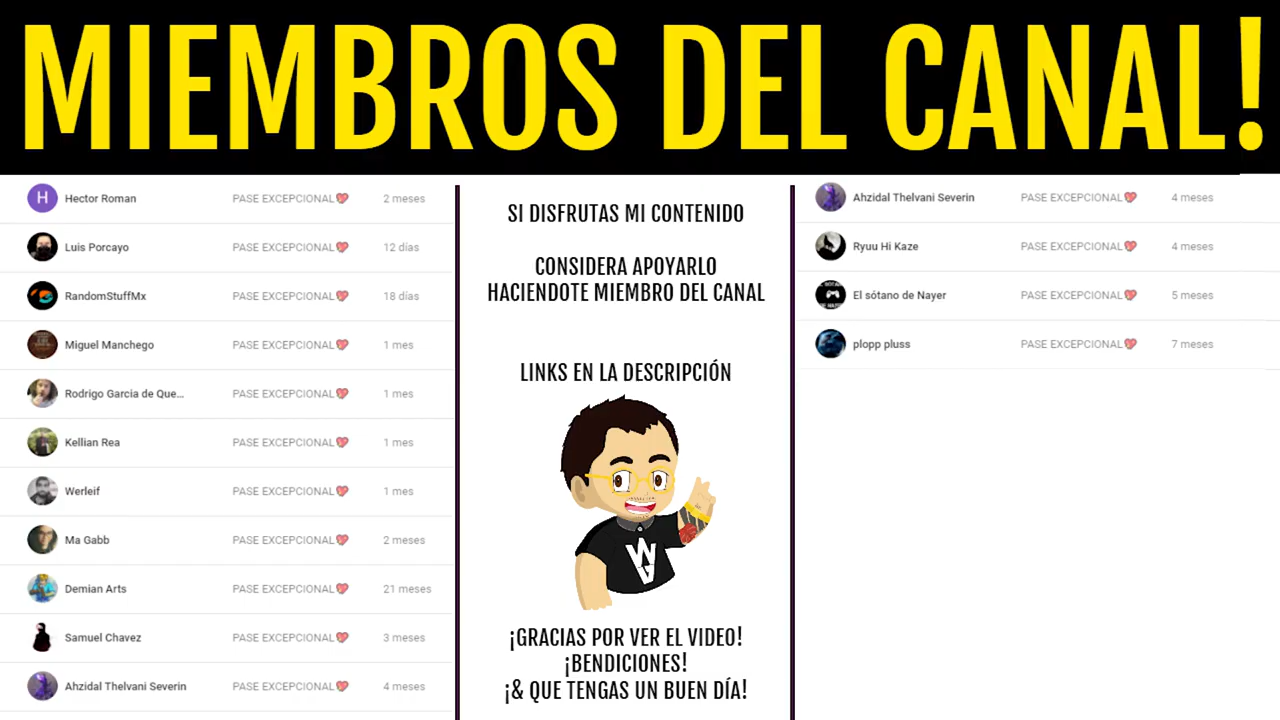 MIEMBROS DEL CANAL!
H Hector Roman PASE EXCEPCIONAL💖 2 meses
Luis Porcayo PASE EXCEPCIONAL💖 12 días
RandomStuffMx PASE EXCEPCIONAL💖 18 días
Miguel Manchego PASE EXCEPCIONAL💖 1 mes
Rodrigo Garcia de Que... PASE EXCEPCIONAL💖 1 mes
Kellian Rea PASE EXCEPCIONAL💖 1 mes
Werleif PASE EXCEPCIONAL💖 1 mes
Ma Gabb PASE EXCEPCIONAL💖 2 meses
Demian Arts PASE EXCEPCIONAL💖 21 meses
Samuel Chavez PASE EXCEPCIONAL💖 3 meses
Ahzidal Thelvani Severin PASE EXCEPCIONAL💖 4 meses
SI DISFRUTAS MI CONTENIDO
CONSIDERA APOYARLO
HACIENDOTE MIEMBRO DEL CANAL
LINKS EN LA DESCRIPCIÓN
¡GRACIAS POR VER EL VIDEO!
¡BENDICIONES!
¡& QUE TENGAS UN BUEN DÍA!
Ahzidal Thelvani Severin PASE EXCEPCIONAL💖 4 meses
Ryuu Hi Kaze PASE EXCEPCIONAL💖 4 meses
El sótano de Nayer PASE EXCEPCIONAL💖 5 meses
plopp pluss PASE EXCEPCIONAL💖 7 meses